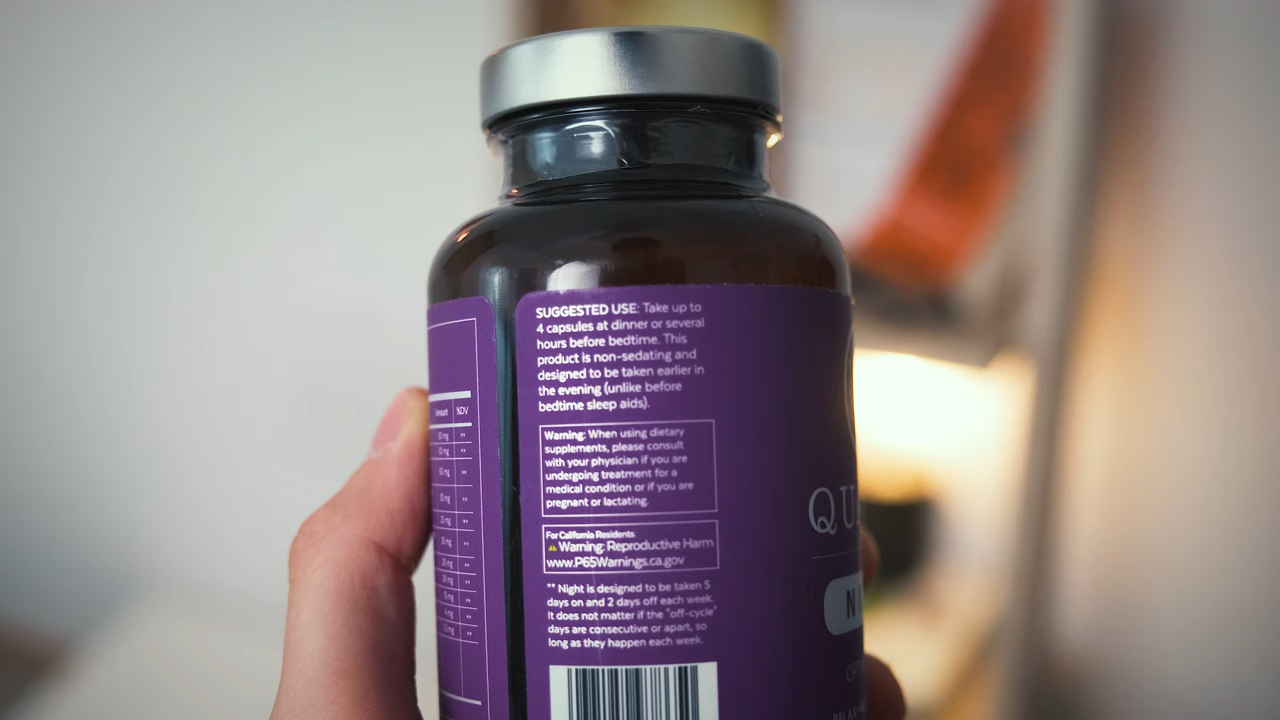 Amount %DV
SUGGESTED USE: Take up to
4 capsules at dinner or several
hours before bedtime. This
product is non-sedating and
designed to be taken earlier in
the evening (unlike before
bedtime sleep aids).
Warning: When using dietary
supplements, please consult
with your physician if you are
undergoing treatment for a
medical condition or if you are
pregnant or lactating.
For California Residents
Warning: Reproductive Harm
www.P65Warnings.ca.gov
** Night is designed to be taken 5
days on and 2 days off each week.
It does not matter if the "off-cycle"
days are consecutive or apart, so
long as they happen each week.
QU